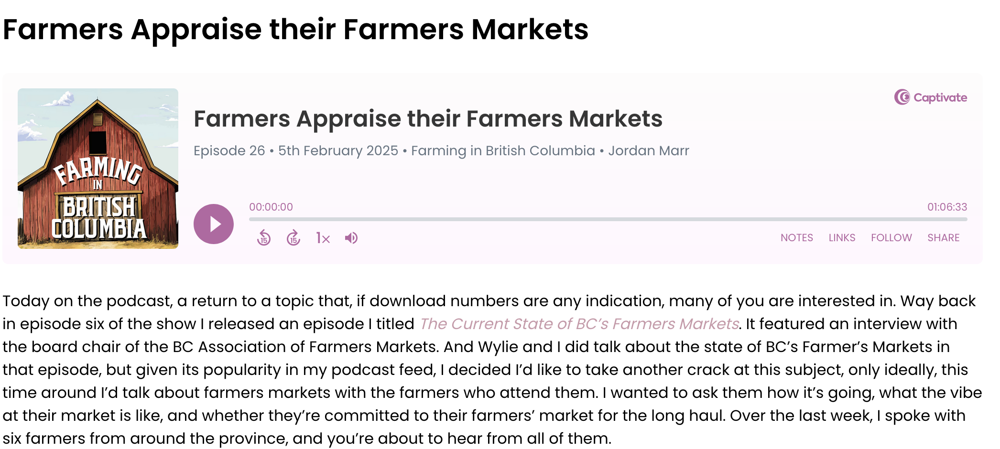 Farmers Appraise their Farmers Markets
Captivate
Farmers Appraise their Farmers Markets
Episode 26 • 5th February 2025 • Farming in British Columbia • Jordan Marr
FARMING
IN
BRITISH
COLUMBIA
00:00:00
01:06:33
15 15 1× NOTES LINKS FOLLOW SHARE
Today on the podcast, a return to a topic that, if download numbers are any indication, many of you are interested in. Way back
in episode six of the show I released an episode I titled The Current State of BC’s Farmers Markets. It featured an interview with
the board chair of the BC Association of Farmers Markets. And Wylie and I did talk about the state of BC’s Farmer’s Markets in
that episode, but given its popularity in my podcast feed, I decided I’d like to take another crack at this subject, only ideally, this
time around I’d talk about farmers markets with the farmers who attend them. I wanted to ask them how it’s going, what the vibe
at their market is like, and whether they’re committed to their farmers’ market for the long haul. Over the last week, I spoke with
six farmers from around the province, and you’re about to hear from all of them.